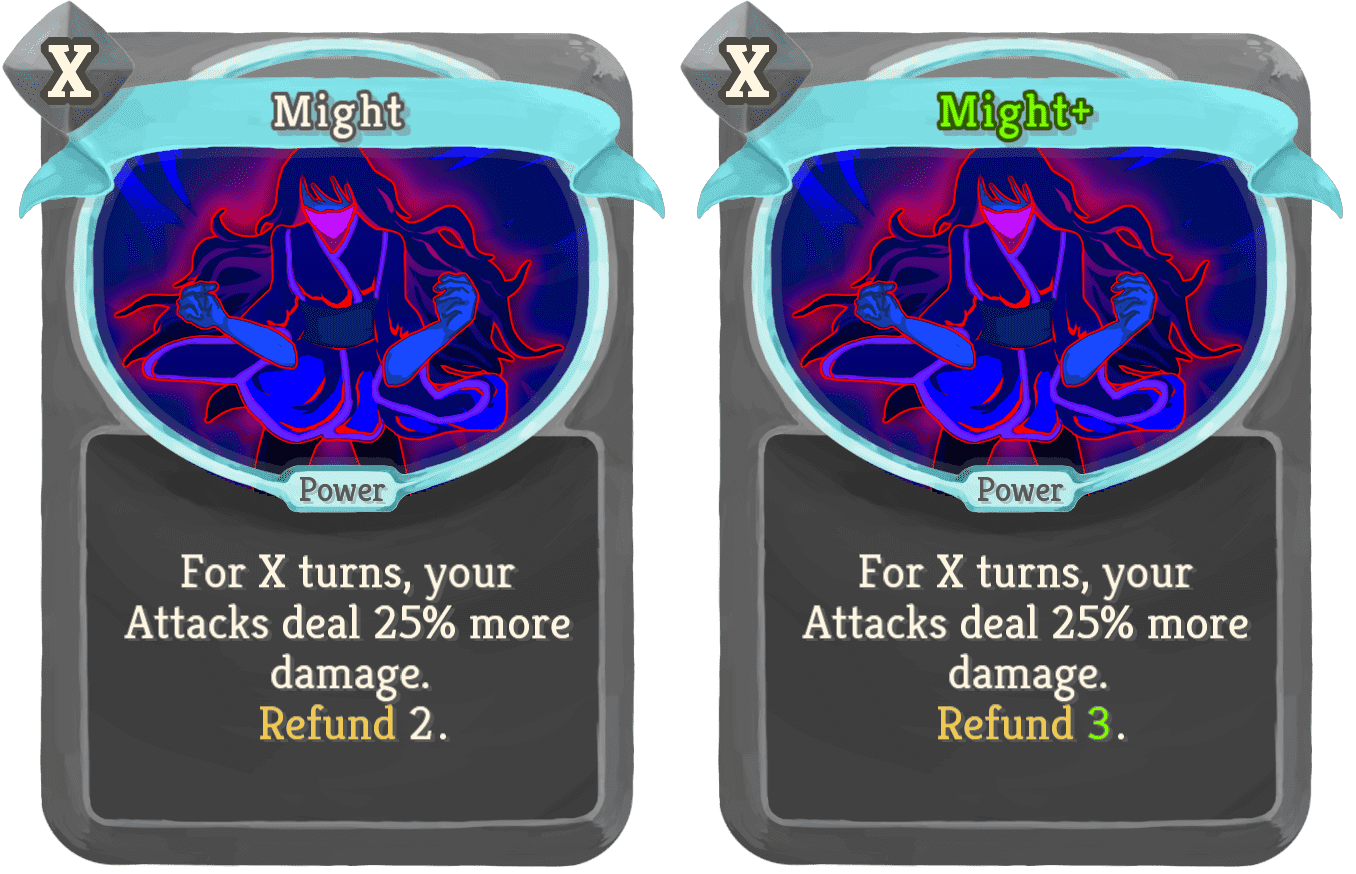 X
Might
Power
For X turns, your
Attacks deal 25% more
damage.
Refund 2.
X
Might+
Power
For X turns, your
Attacks deal 25% more
damage.
Refund 3.